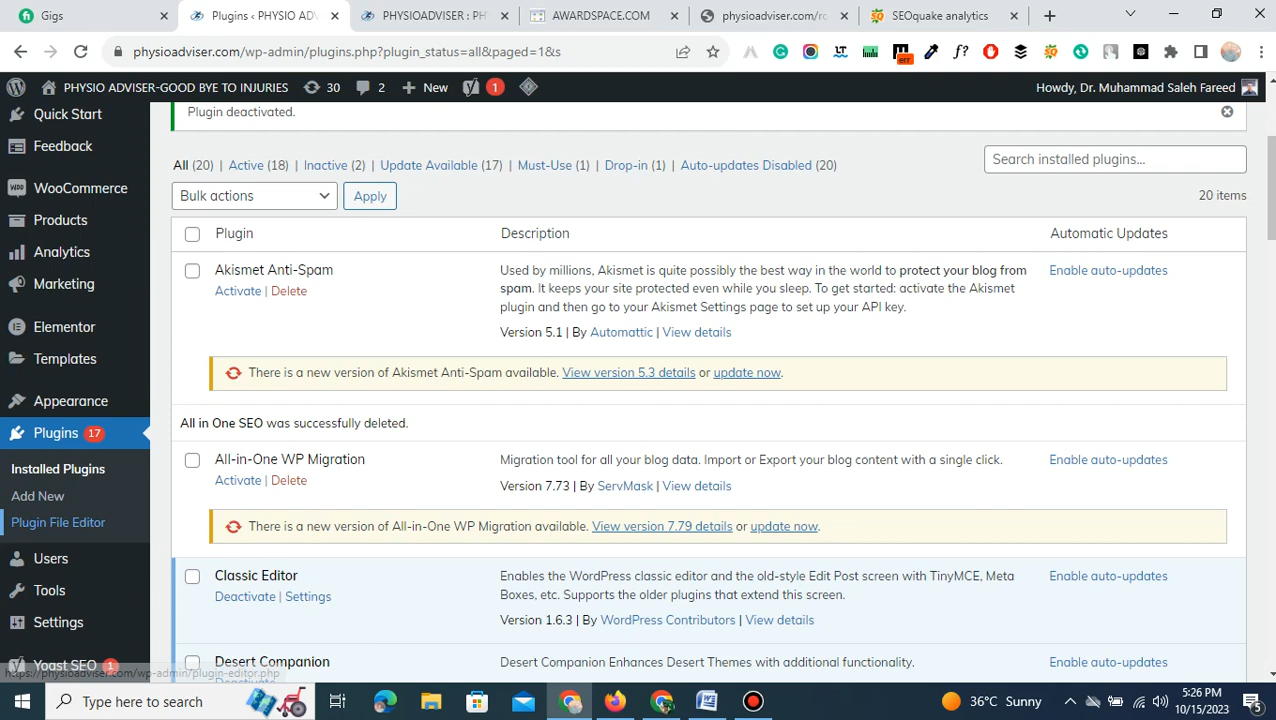 Gigs
Plugins ‹ PHYSIO ADV
PHYSIOADVISER : PH
AWARDSPACE.COM
physioadviser.com/ro
SEOquake analytics
physioadviser.com/wp-admin/plugins.php?plugin_status=all&paged=1&s
PHYSIO ADVISER-GOOD BYE TO INJURIES
30
2
New
1
Howdy, Dr. Muhammad Saleh Fareed
Quick Start
Feedback
WooCommerce
Products
Analytics
Marketing
Elementor
Templates
Appearance
Plugins 17
Installed Plugins
Add New
Plugin File Editor
Users
Tools
Settings
Yoast SEO 1
Plugin deactivated.
All (20) | Active (18) | Inactive (2) | Update Available (17) | Must-Use (1) | Drop-in (1) | Auto-updates Disabled (20)
Search installed plugins...
Bulk actions
Apply
20 items
Plugin Description Automatic Updates
Akismet Anti-Spam
Activate | Delete
Used by millions, Akismet is quite possibly the best way in the world to protect your blog from
spam. It keeps your site protected even while you sleep. To get started: activate the Akismet
plugin and then go to your Akismet Settings page to set up your API key.
Version 5.1 | By Automattic | View details
Enable auto-updates
There is a new version of Akismet Anti-Spam available. View version 5.3 details or update now.
All in One SEO was successfully deleted.
All-in-One WP Migration
Activate | Delete
Migration tool for all your blog data. Import or Export your blog content with a single click.
Version 7.73 | By ServMask | View details
Enable auto-updates
There is a new version of All-in-One WP Migration available. View version 7.79 details or update now.
Classic Editor
Deactivate | Settings
Enables the WordPress classic editor and the old-style Edit Post screen with TinyMCE, Meta
Boxes, etc. Supports the older plugins that extend this screen.
Version 1.6.3 | By WordPress Contributors | View details
Enable auto-updates
Desert Companion
Deactivate
Desert Companion Enhances Desert Themes with additional functionality.
Enable auto-updates
https://physioadviser.com/wp-admin/plugin-editor.php
Type here to search
36°C Sunny
5:26 PM
10/15/2023
5